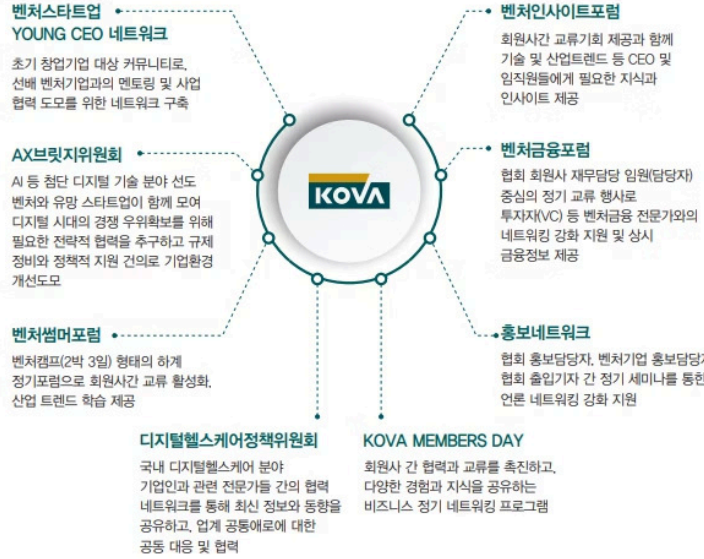 벤처스타트업
YOUNG CEO 네트워크
초기 창업기업 대상 커뮤니티로,
선배 벤처기업과의 멘토링 및 사업
협력 도모를 위한 네트워크 구축
AX브릿지위원회
AI 등 첨단 디지털 기술 분야 선도
벤처와 유망 스타트업이 함께 모여
디지털 시대의 경쟁 우위확보를 위해
필요한 전략적 협력을 추구하고 규제
정비와 정책적 지원 건의로 기업환경
개선도모
벤처썸머포럼
벤처캠프(2박 3일) 형태의 하계
정기포럼으로 회원사간 교류 활성화,
산업 트렌드 학습 제공
디지털헬스케어정책위원회
국내 디지털헬스케어 분야
기업인과 관련 전문가들 간의 협력
네트워크를 통해 최신 정보와 동향을
공유하고, 업계 공통애로에 대한
공동 대응 및 협력
KOVA
벤처인사이트포럼
회원사간 교류기회 제공과 함께
기술 및 산업트렌드 등 CEO 및
임직원들에게 필요한 지식과
인사이트 제공
벤처금융포럼
협회 회원사 재무담당 임원(담당자)
중심의 정기 교류 행사로
투자자(VC) 등 벤처금융 전문가와의
네트워킹 강화 지원 및 상시
금융정보 제공
홍보네트워크
협회 홍보담당자, 벤처기업 홍보담당자
협회 출입기자 간 정기 세미나를 통한
언론 네트워킹 강화 지원
KOVA MEMBERS DAY
회원사 간 협력과 교류를 촉진하고,
다양한 경험과 지식을 공유하는
비즈니스 정기 네트워킹 프로그램